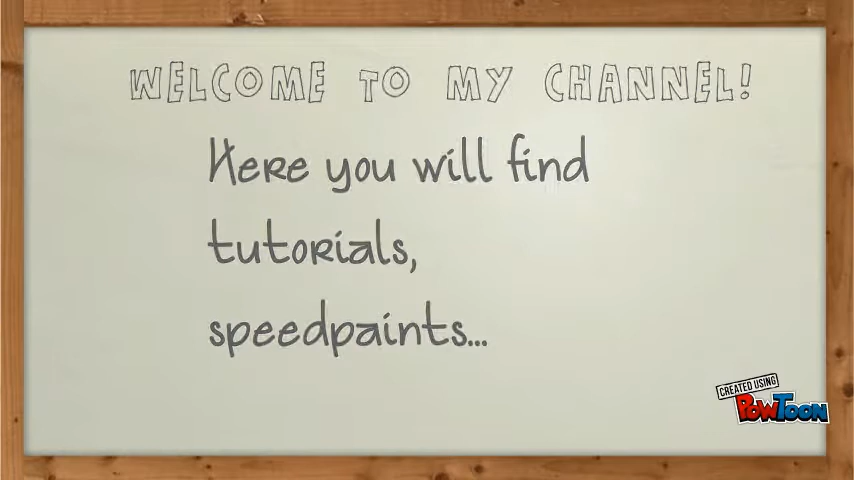 WELCOME TO MY CHANNEL!
Here you will find
tutorials,
speedpaints...
CREATED USING
PowToon